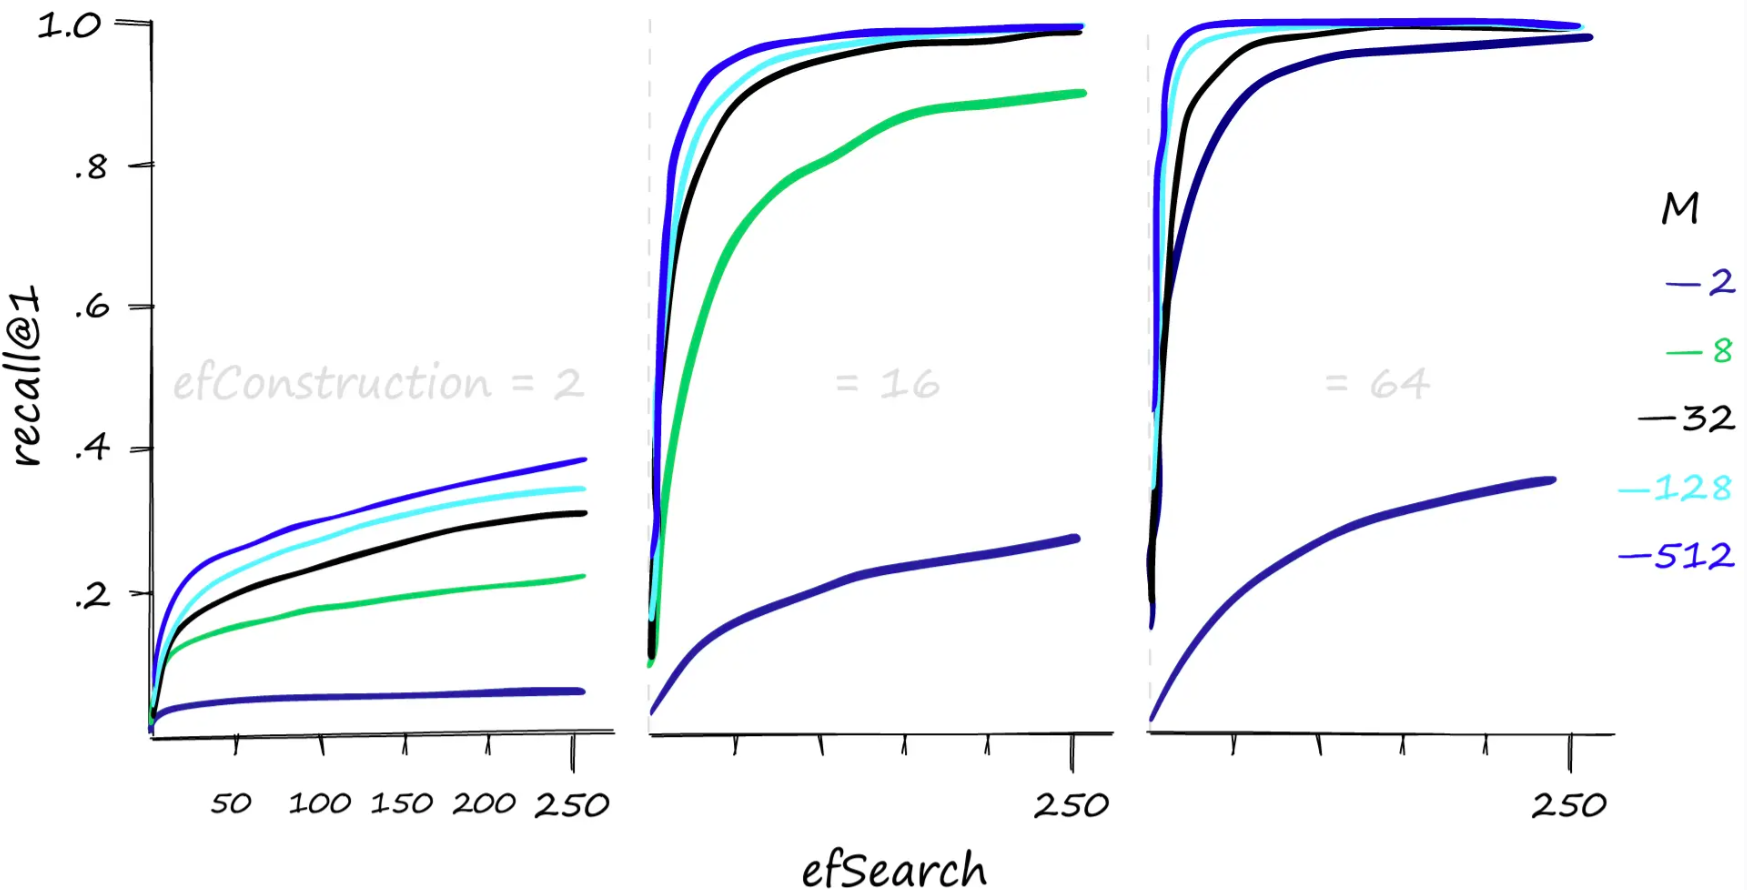 1.0
.8
.6
.4
.2
recall@1
efConstruction = 2
= 16
= 64
M
—2
—8
—32
—128
—512
50 100 150 200 250
250
250
efSearch